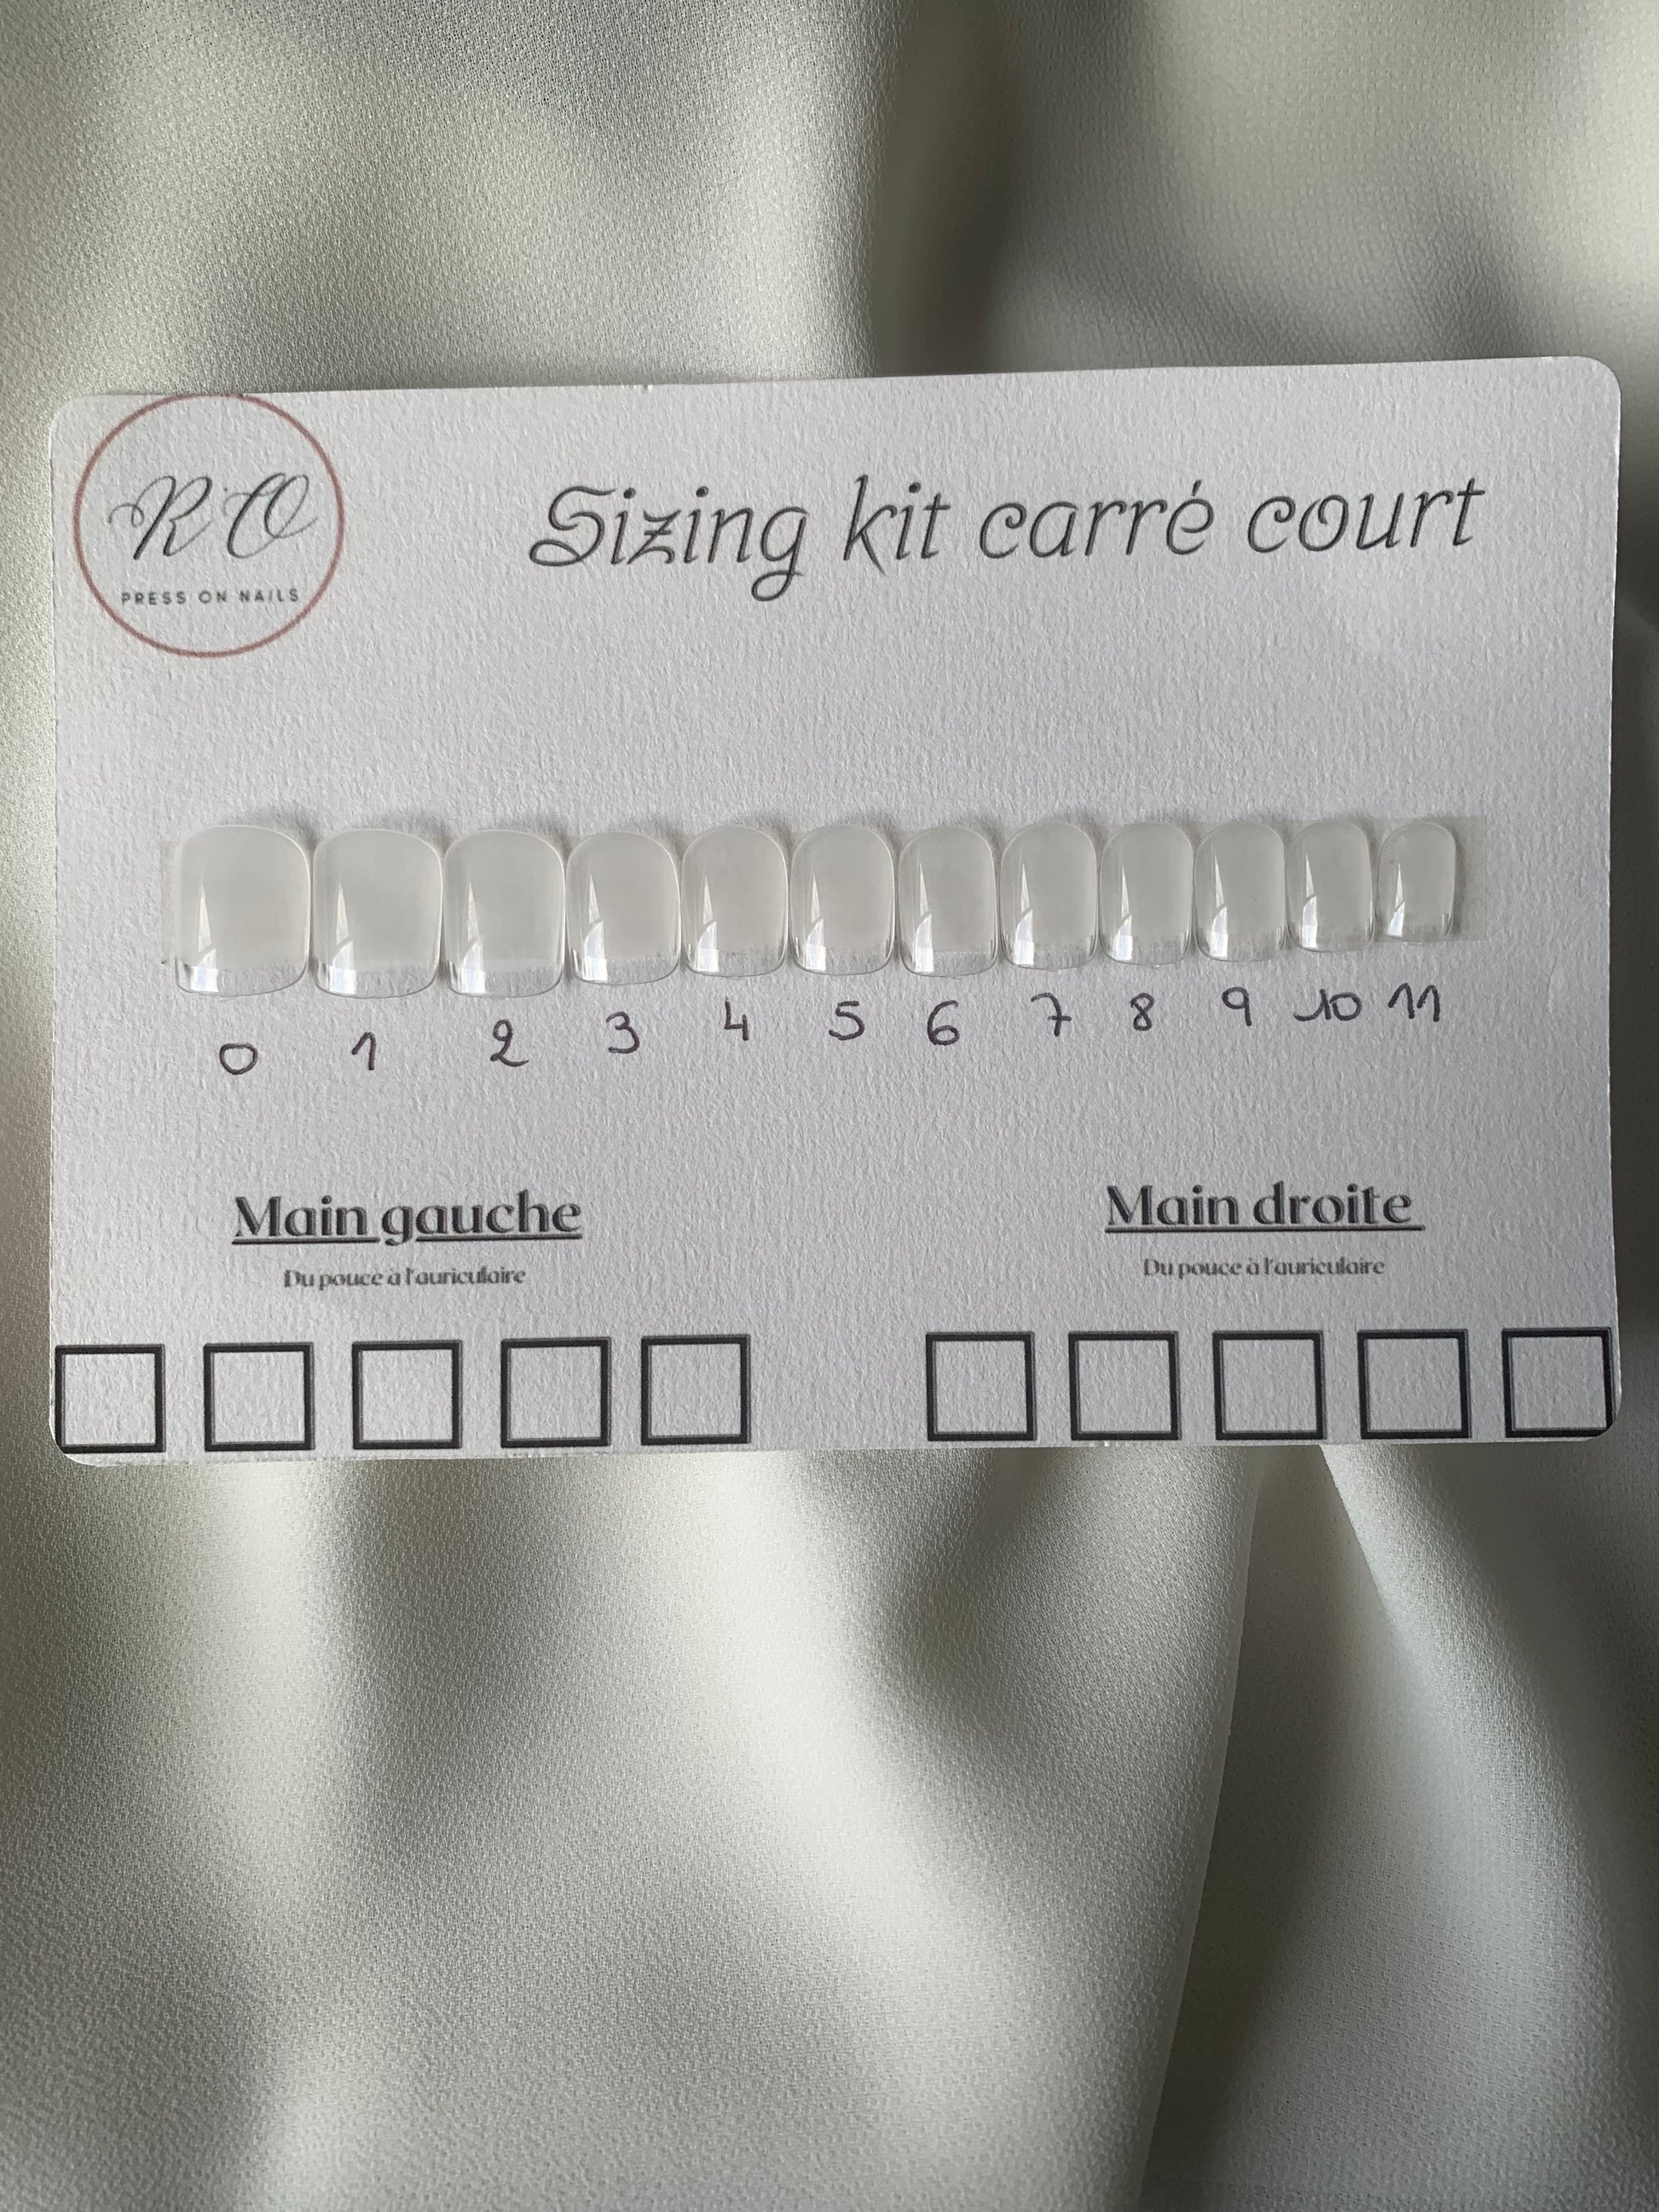 R'O
PRESS ON NAILS
Sizing kit carré court
0 1 2 3 4 5 6 7 8 9 10 11
Main gauche
Du pouce à l'auriculaire
Main droite
Du pouce à l'auriculaire